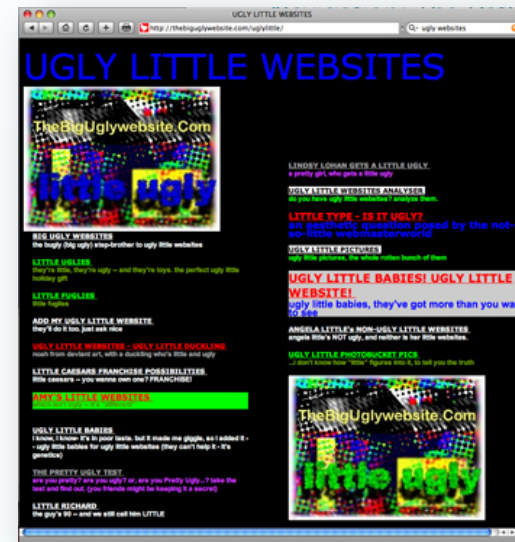 UGLY LITTLE WEBSITES
http://thebiguglywebsite.com/uglylittle/
ugly websites
UGLY LITTLE WEBSITES
TheBigUglywebsite.Com
little ugly
BIG UGLY WEBSITES
the bugly (big ugly) step-brother to ugly little websites
LITTLE UGLIES
they're little, they're ugly -- and they're toys. the perfect ugly little
holiday gift
LITTLE FUGLIES
little fuglies
ADD MY UGLY LITTLE WEBSITE
they'll do it too. just ask nice
UGLY LITTLE WEBSITES - UGLY LITTLE DUCKLING
nosh from deviant art, with a duckling who's little and ugly
LITTLE CAESARS FRANCHISE POSSIBILITIES
little caesars -- you wanna own one? FRANCHISE!
AMY'S LITTLE WEBSITES
UGLY LITTLE BABIES
I know, I know- it's in poor taste. but it made me giggle, so I added it -
- ugly little babies for ugly little websites (they can't help it - it's
genetics)
THE PRETTY UGLY TEST
are you pretty? are you ugly? or, are you Pretty Ugly...? take the
test and find out. (you friends might be keeping it a secret)
LITTLE RICHARD
the guy's 90 -- and we still call him LITTLE
LINDSY LOHAN GETS A LITTLE UGLY
a pretty girl, who gets a little ugly
UGLY LITTLE WEBSITES ANALYSER
do you have ugly little websites? analyze them.
LITTLE TYPE - IS IT UGLY?
an aesthetic question posed by the not-
so-little webmasterworld
UGLY LITTLE PICTURES
ugly little pictures, the whole rotten bunch of them
UGLY LITTLE BABIES! UGLY LITTLE
WEBSITE!
ugly little babies, they've got more than you wa
to see
ANGELA LITTLE's NON-UGLY LITTLE WEBSITES
angela little's NOT ugly, and neither is her little websites.
UGLY LITTLE PHOTOBUCKET PICS
...I don't know how "little" figures into it, to tell you the truth
TheBigUglywebsite.Com
little ugly